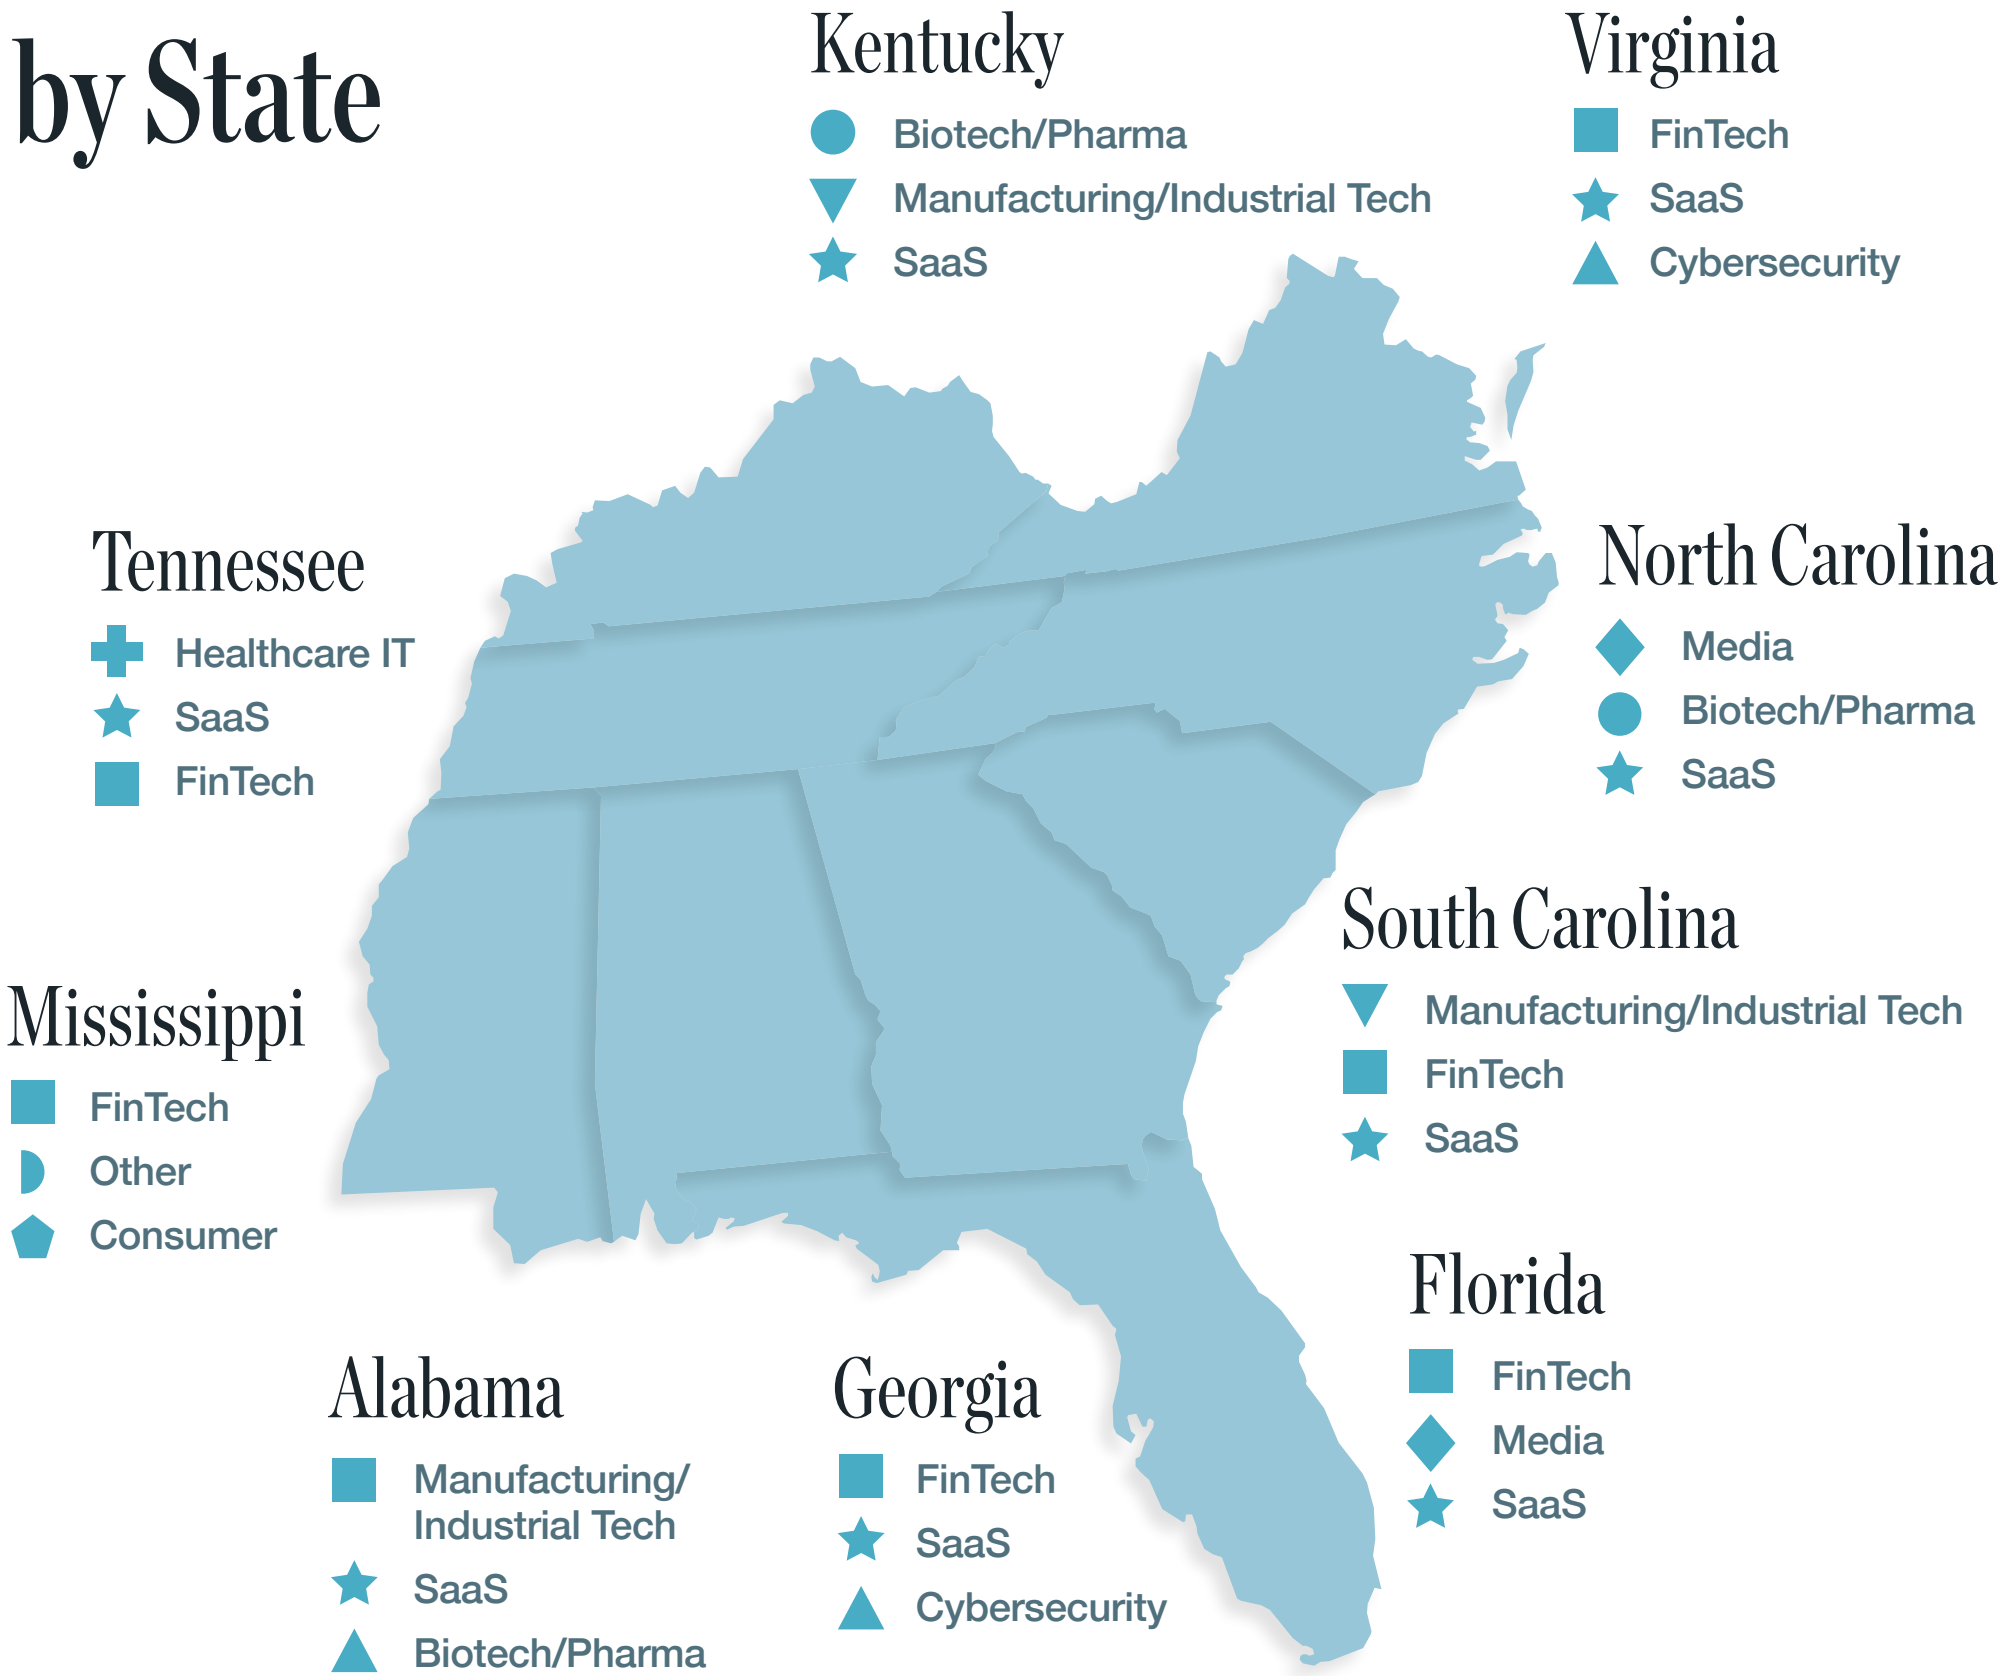 by State
Kentucky
Biotech/Pharma
Manufacturing/Industrial Tech
SaaS
Virginia
FinTech
SaaS
Cybersecurity
Tennessee
Healthcare IT
SaaS
FinTech
North Carolina
Media
Biotech/Pharma
SaaS
South Carolina
Manufacturing/Industrial Tech
FinTech
SaaS
Mississippi
FinTech
Other
Consumer
Florida
FinTech
Media
SaaS
Alabama
Manufacturing/
Industrial Tech
SaaS
Biotech/Pharma
Georgia
FinTech
SaaS
Cybersecurity